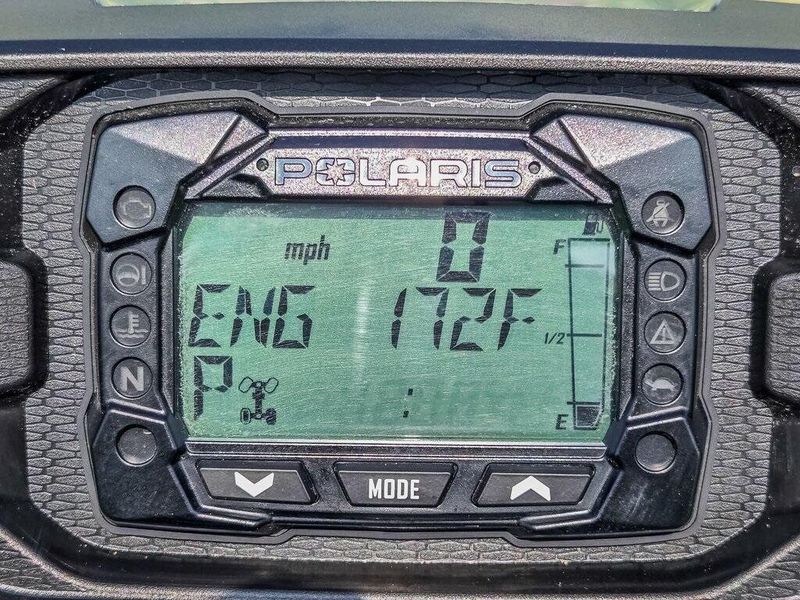 POLARIS
mph 0
F
ENG 172F
1/2
N
P :
E
MODE